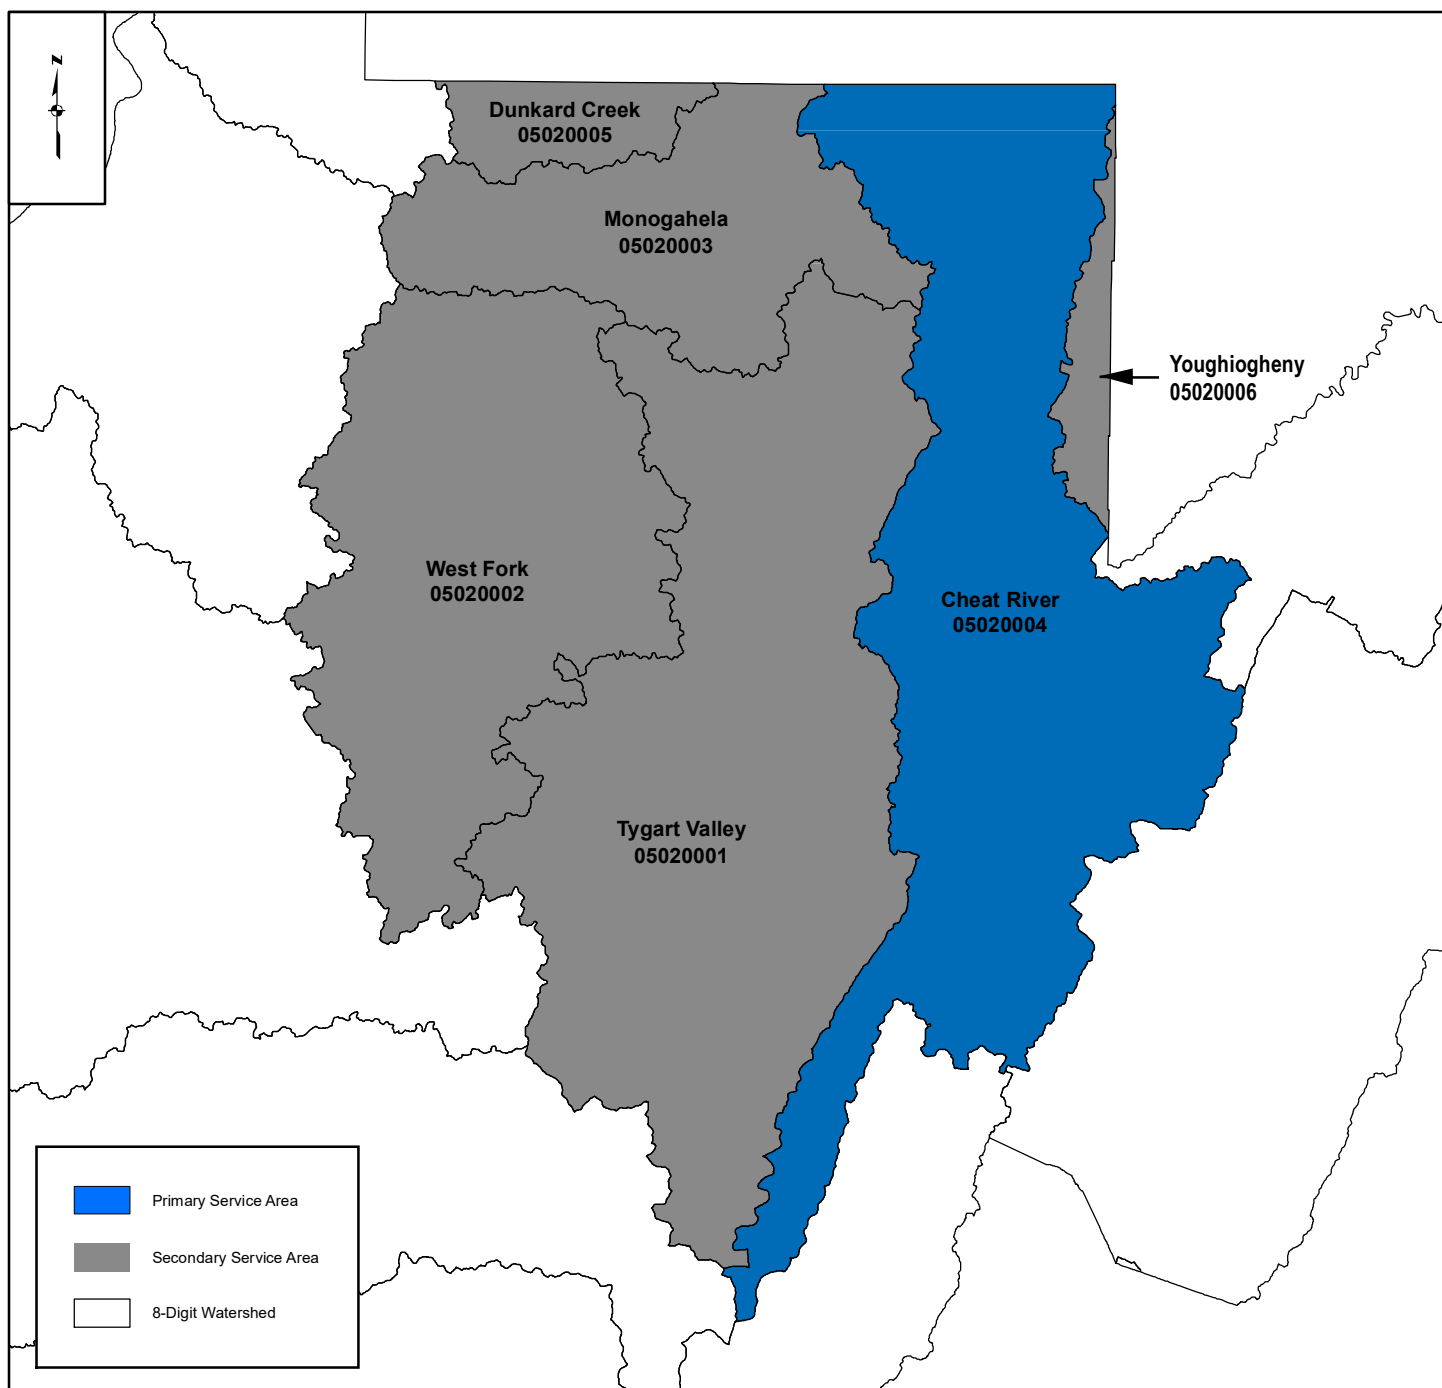 N
Dunkard Creek
05020005
Monogahela
05020003
Youghiogheny
05020006
West Fork
05020002
Cheat River
05020004
Tygart Valley
05020001
Primary Service Area
Secondary Service Area
8-Digit Watershed